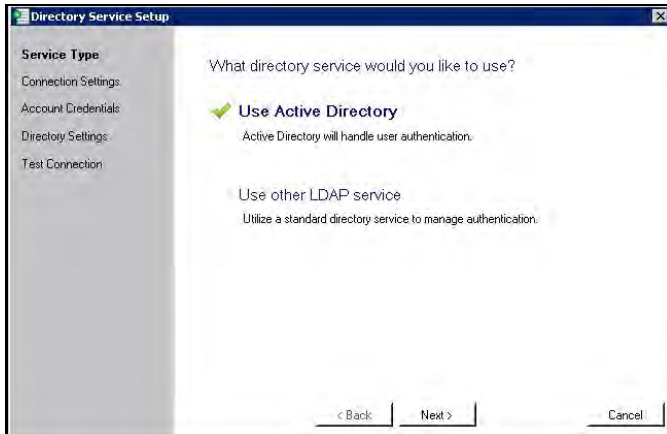 Directory Service Setup
Service Type
Connection Settings
Account Credentials
Directory Settings
Test Connection
What directory service would you like to use?
Use Active Directory
Active Directory will handle user authentication.
Use other LDAP service
Utilize a standard directory service to manage authentication.
< Back
Next >
Cancel